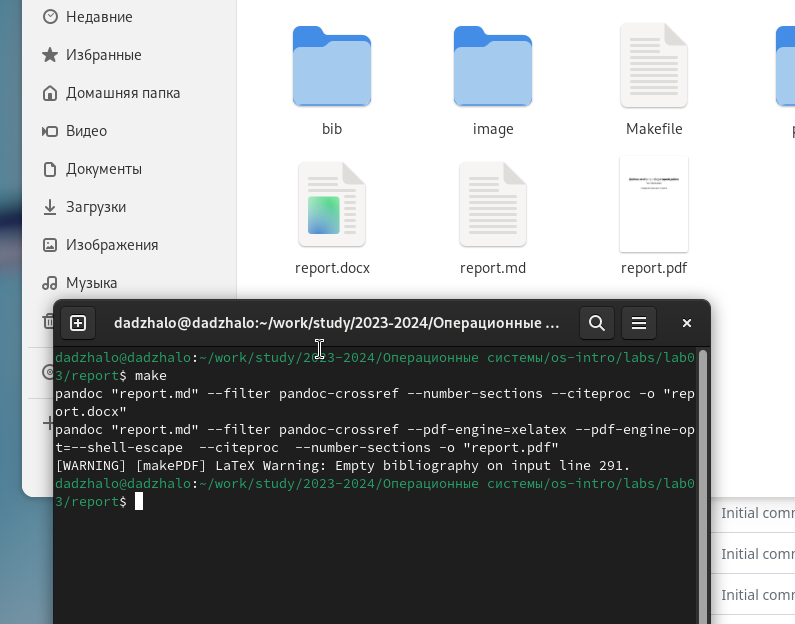 Недавние
Избранные
Домашняя папка
Видео
Документы
Загрузки
Изображения
Музыка
bib
image
Makefile
report.docx
report.md
report.pdf
dadzhalo@dadzhalo:~/work/study/2023-2024/Операционные ...
dadzhalo@dadzhalo:~/work/study/2023-2024/Операционные системы/os-intro/labs/lab0
3/report$ make
pandoc "report.md" --filter pandoc-crossref --number-sections --citeproc -o "rep
ort.docx"
pandoc "report.md" --filter pandoc-crossref --pdf-engine=xelatex --pdf-engine-op
t=--shell-escape  --citeproc  --number-sections -o "report.pdf"
[WARNING] [makePDF] LaTeX Warning: Empty bibliography on input line 291.
dadzhalo@dadzhalo:~/work/study/2023-2024/Операционные системы/os-intro/labs/lab0
3/report$
Initial com
Initial com
Initial com